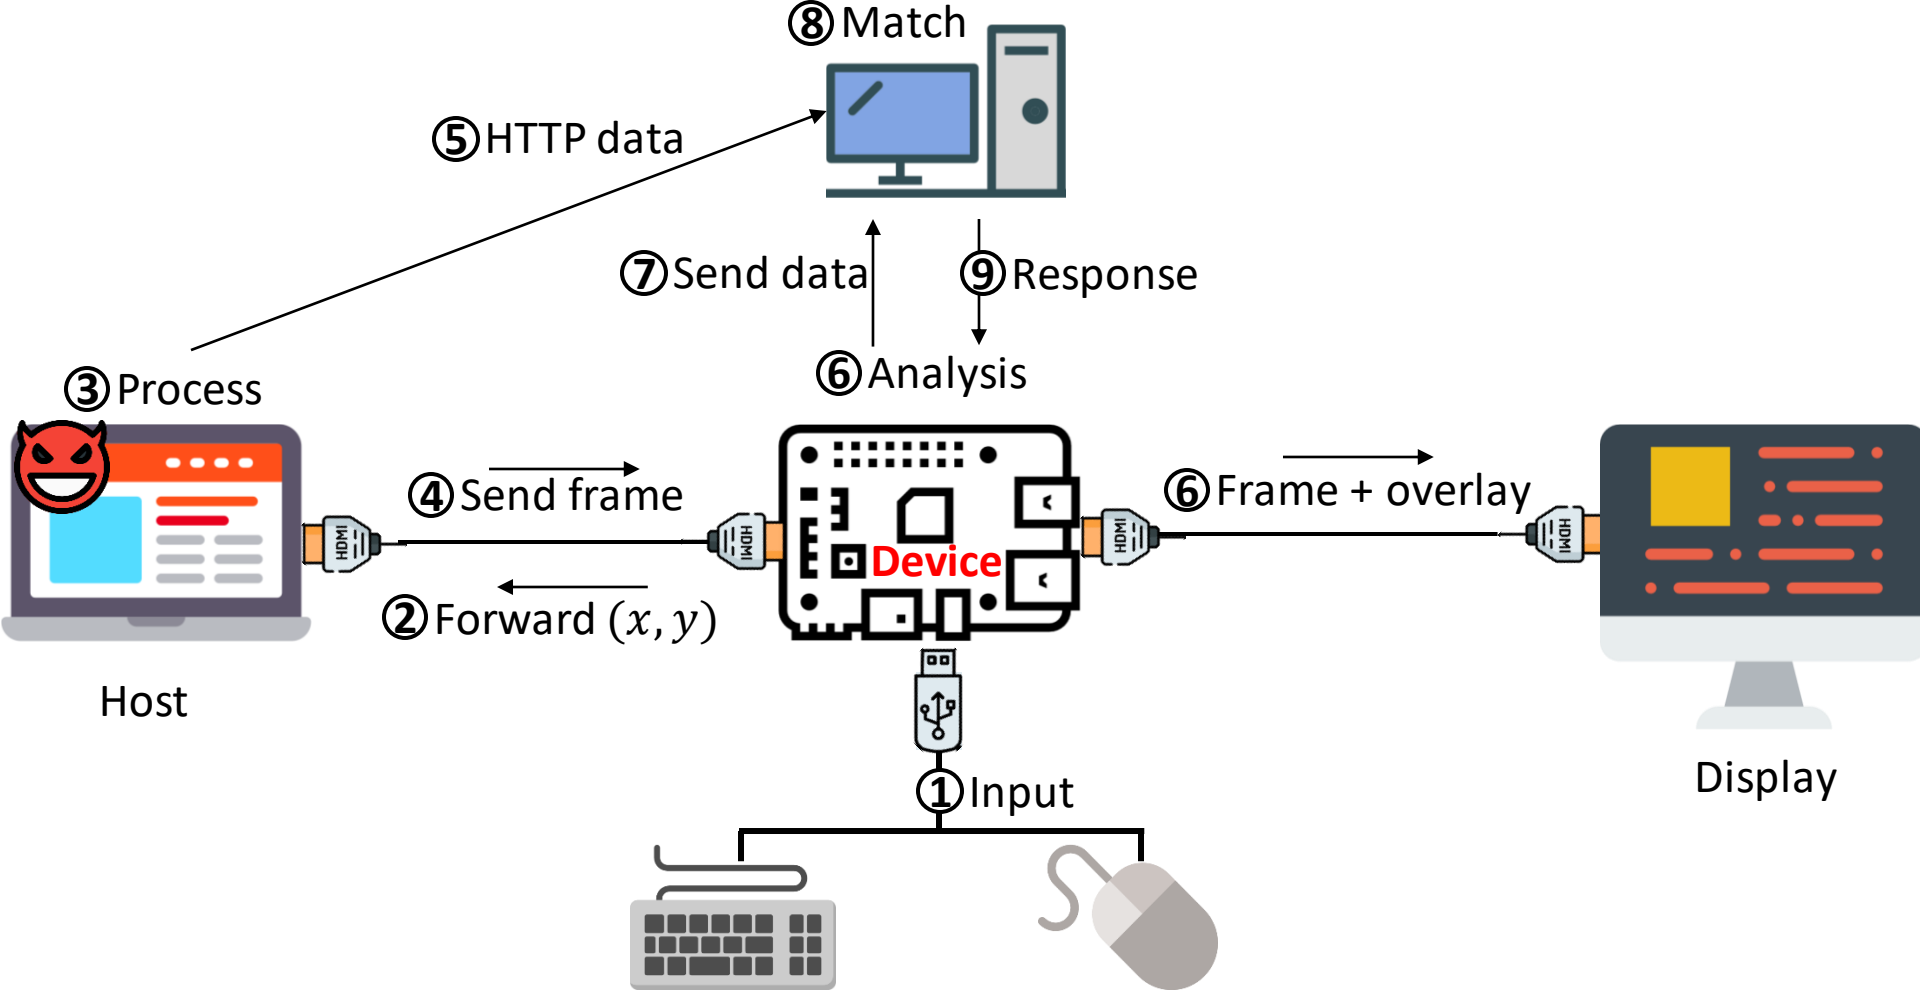 ⑧Match
⑤HTTP data
⑦Send data
⑨Response
③Process
⑥Analysis
④Send frame
⑥Frame + overlay
HDMI
HDMI
HDMI
HDMI
Device
②Forward (x, y)
Host
①Input
Display